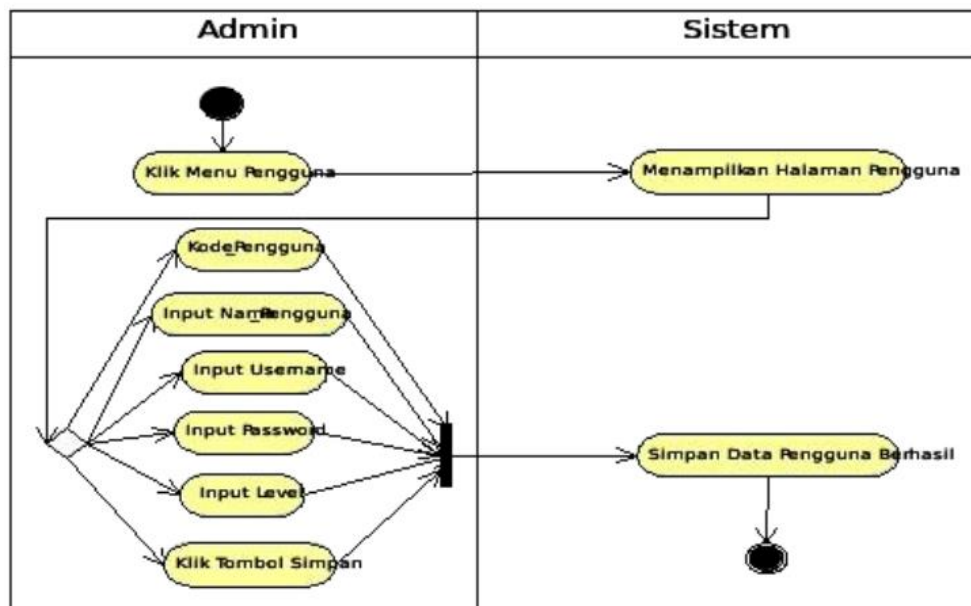 Admin
Sistem
Klik Menu Pengguna
Menampilkan Halaman Pengguna
Kode_Pengguna
Input Nama_Pengguna
Input Username
Input Password
Input Level
Klik Tombol Simpan
Simpan Data Pengguna Berhasil